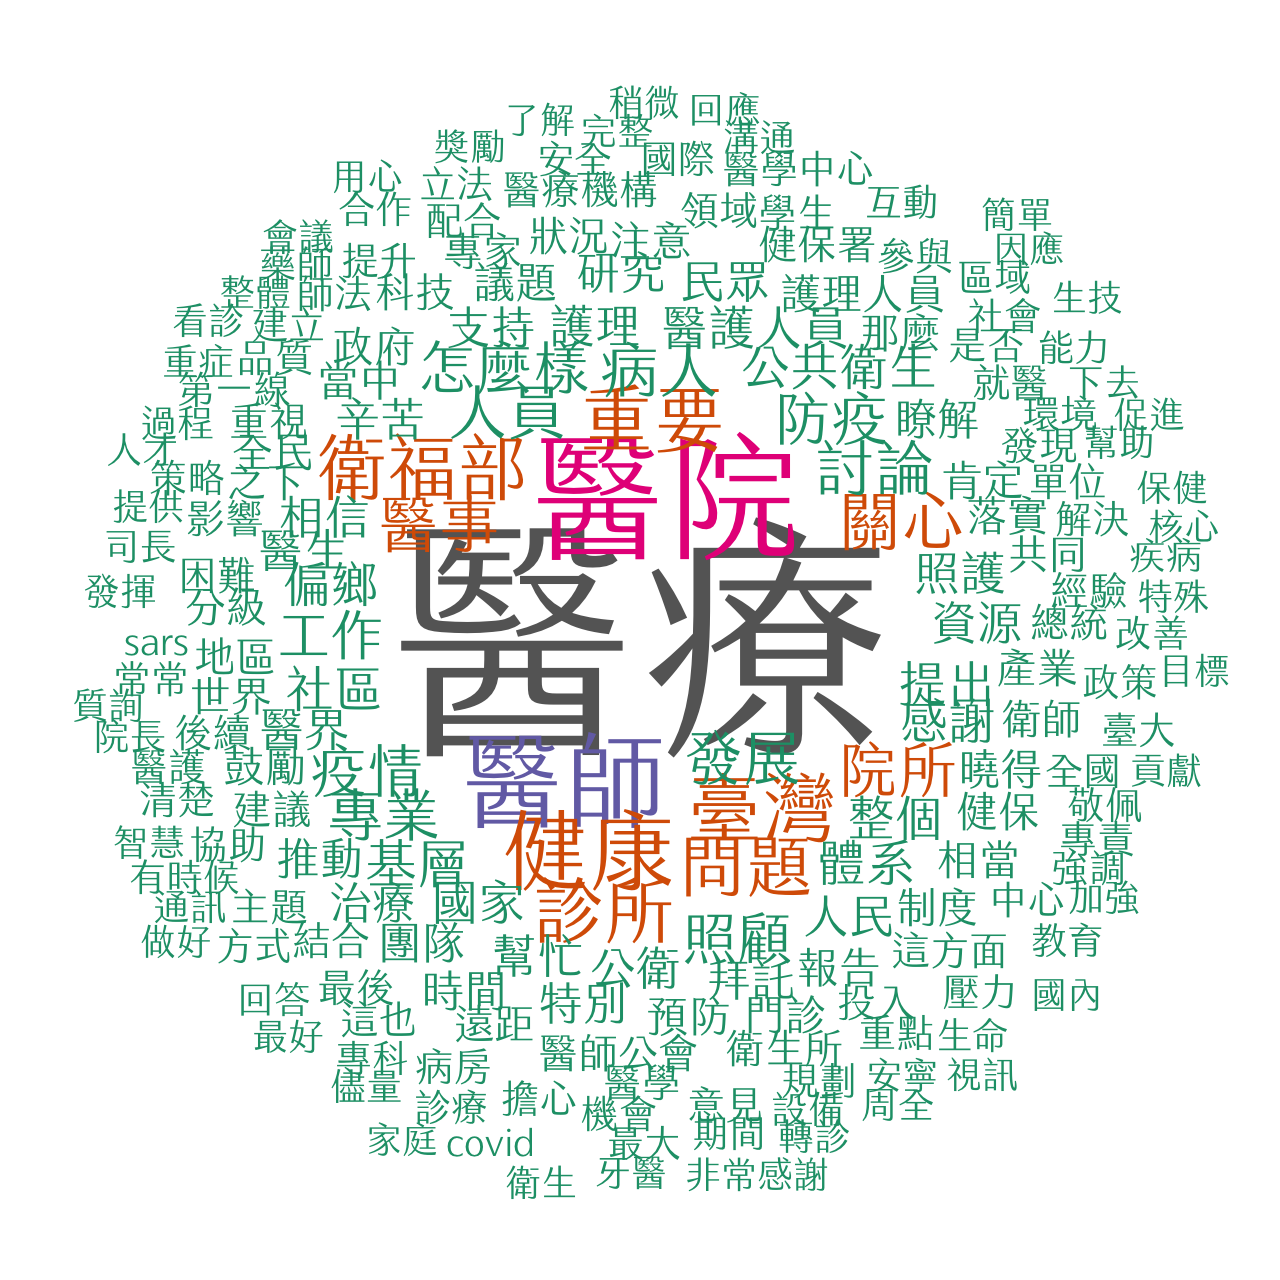 稍微 回應
了解 完整 溝通
獎勵 安全 國際 醫學中心
用心 立法 醫療機構
合作 配合 領域 學生 互動 簡單
會議 專家 狀況 注意 健保署 參與 因應
藥師 提升 議題 研究 民眾 護理人員 區域
整體 師法 科技 社會 生技
看診 建立 政府 支持 護理 醫護人員 那麼 是否 能力
重症 品質 當中 怎麼樣 病人 公共衛生 就醫 下去
第一線 人員 重要 防疫 瞭解 環境 促進
過程 重視 辛苦 發現 幫助
人才 全民 衛福部 醫院 討論 肯定 單位
策略 之下 保健
提供 影響 相信 醫事 關心 落實 解決 核心
司長 醫生 醫療 共同 疾病
發揮 困難 偏鄉 照護 經驗 特殊
分級 工作 資源 總統 改善
sars 地區 社區 提出 產業 政策 目標
常常 世界 感謝 衛師 臺大
質詢 院長 後續 醫界 醫師 發展
醫護 鼓勵 疫情 院所 曉得 全國 貢獻
清楚 建議 專業 臺灣 整個 健保 敬佩
智慧 協助 推動 基層 健康 問題 體系 相當 專責 強調
有時候 診所
通訊 主題 治療 國家 照顧 人民 制度 中心 加強
做好 方式 結合 團隊 幫忙 公衛 拜託 報告 這方面 教育
回答 最後 時間 特別 預防 門診 投入 壓力 國內
最好 這也 遠距 醫師公會 衛生所 重點 生命
專科 病房 醫學 規劃 安寧 視訊
儘量 診療 擔心 機會 意見 設備 周全
家庭 covid 最大 期間 轉診
衛生 牙醫 非常感謝